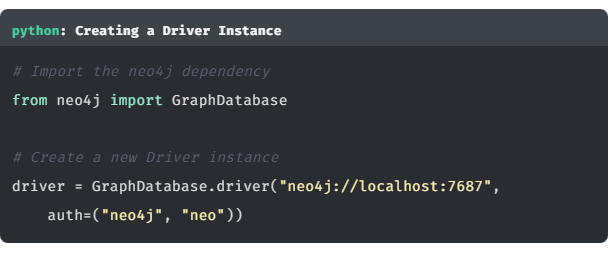 python: Creating a Driver Instance
# Import the neo4j dependency
from neo4j import GraphDatabase
# Create a new Driver instance
driver = GraphDatabase.driver("neo4j://localhost:7687",
    auth=("neo4j", "neo"))